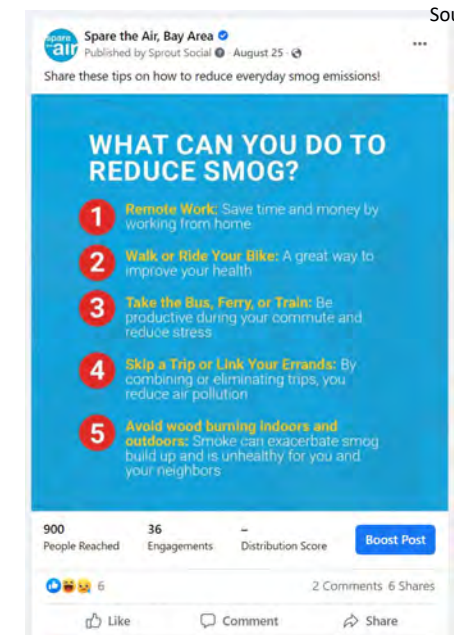 Sou
spare
the air
Spare the Air, Bay Area
Published by Sprout Social · August 25 ·
Share these tips on how to reduce everyday smog emissions!
WHAT CAN YOU DO TO
REDUCE SMOG?
1 Remote Work: Save time and money by
working from home
2 Walk or Ride Your Bike: A great way to
improve your health
3 Take the Bus, Ferry, or Train: Be
productive during your commute and
reduce stress
4 Skip a Trip or Link Your Errands: By
combining or eliminating trips, you
reduce air pollution
5 Avoid wood burning indoors and
outdoors: Smoke can exacerbate smog
build up and is unhealthy for you and
your neighbors
900 36 – Boost Post
People Reached Engagements Distribution Score
6 2 Comments 6 Shares
Like Comment Share